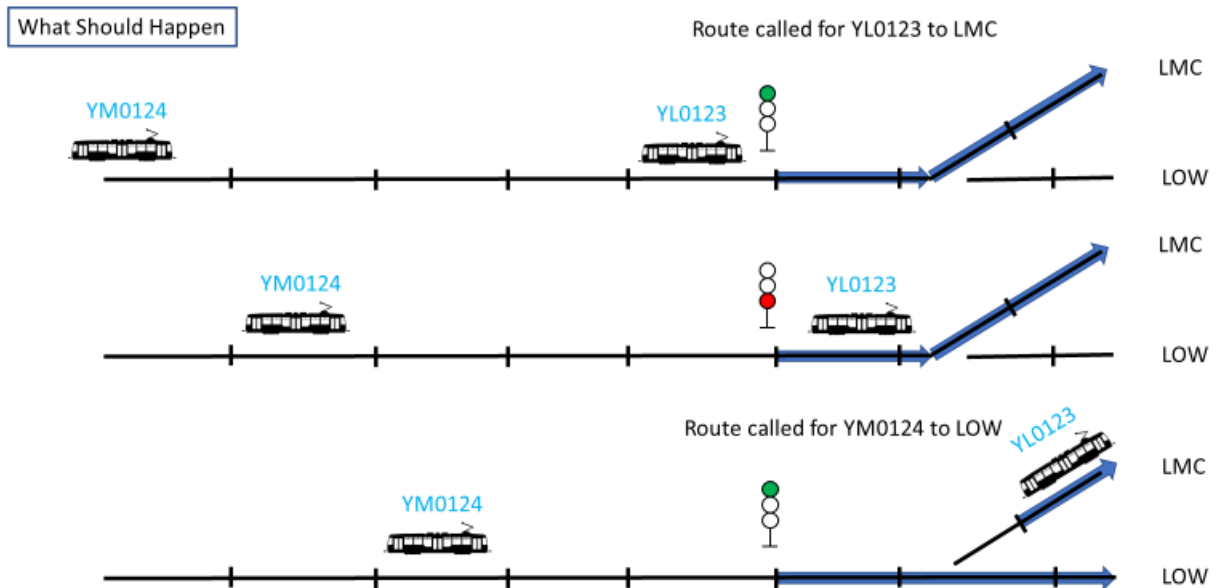 What Should Happen
Route called for YL0123 to LMC
LMC
YM0124
YL0123
LOW
LMC
YM0124
YL0123
LOW
Route called for YM0124 to LOW
YL0123
LMC
YM0124
LOW